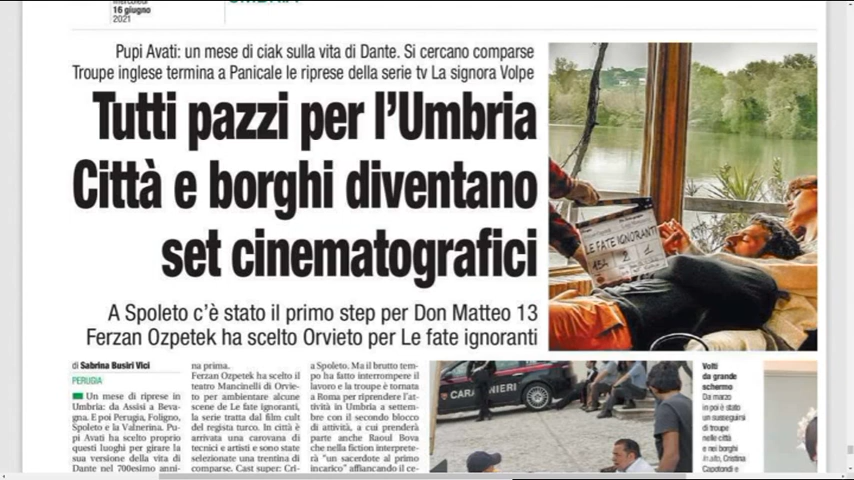 mercoledì
16 giugno
2021
UMBRIA
Pupi Avati: un mese di ciak sulla vita di Dante. Si cercano comparse
Troupe inglese termina a Panicale le riprese della serie tv La signora Volpe
Tutti pazzi per l'Umbria
Città e borghi diventano
set cinematografici
A Spoleto c'è stato il primo step per Don Matteo 13
Ferzan Ozpetek ha scelto Orvieto per Le fate ignoranti
LE FATE IGNORANTI
di Sabrina Busiri Vici
PERUGIA
Un mese di riprese in
Umbria: da Assisi a Beva-
gna. E poi Perugia, Foligno,
Spoleto e la Valnerina. Pu-
pi Avati ha scelto proprio
questi luoghi per girare la
sua versione della vita di
Dante nel 700esimo anni-
na prima.
Ferzan Ozpetek ha scelto il
teatro Mancinelli di Orvie-
to per ambientare alcune
scene de Le fate ignoranti,
la serie tratta dal film cult
del regista turco. In città è
arrivata una carovana di
tecnici e artisti e sono state
selezionate una trentina di
comparse. Cast super: Cri-
a Spoleto. Ma il brutto tem-
po ha fatto interrompere il
lavoro e la troupe è tornata
a Roma per riprendere l'at-
tività in Umbria a settem-
bre con il secondo blocco
di attività, a cui prenderà
parte anche Raoul Bova
che nella fiction interpre-
terà "un sacerdote al primo
incarico" affiancando il ce-
CARABINIERI
Volti
da grande
schermo
Da marzo
in poi è stato
un susseguirsi
di troupe
nelle città
e nei borghi
In alto, Cristina
Capotondi e